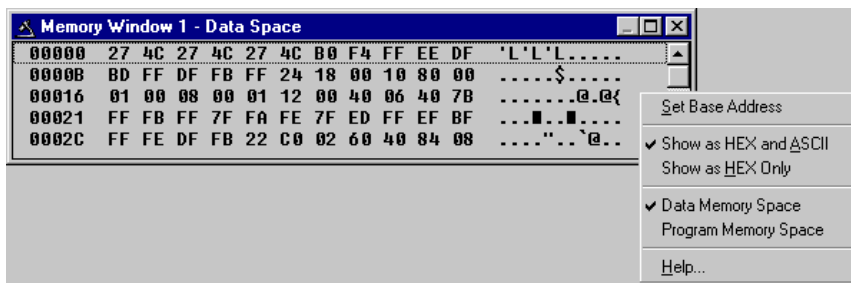 Memory Window 1 - Data Space
00000 27 4C 27 4C 27 4C B0 F4 FF EE DF 'L'L'L.....
0000B BD FF DF FB FF 24 18 00 10 80 00 .....$.....
00016 01 00 08 00 01 12 00 40 06 40 7B .......@.@{
00021 FF FB FF 7F FA FE 7F ED FF EF BF ...■..■....
0002C FF FE DF FB 22 C0 02 60 40 84 08 ...."..`@..
Set Base Address
✔ Show as HEX and ASCII
Show as HEX Only
✔ Data Memory Space
Program Memory Space
Help...